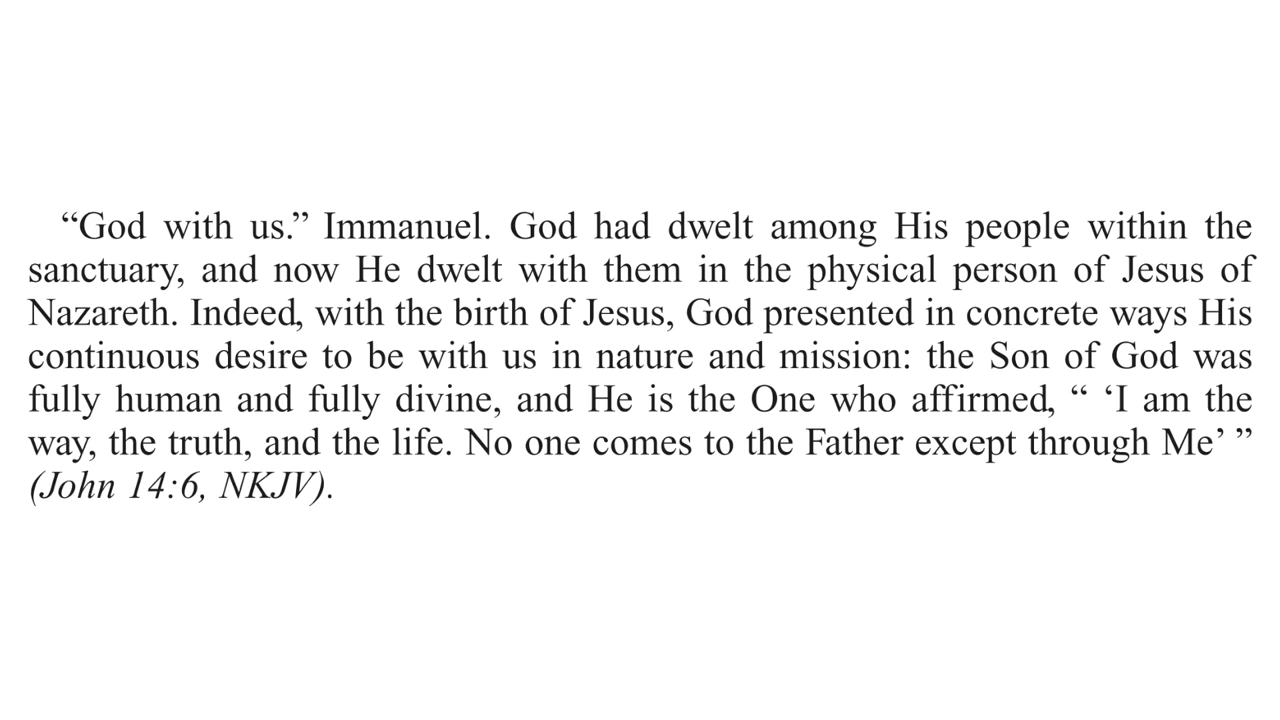 “God with us.” Immanuel. God had dwelt among His people within the
sanctuary, and now He dwelt with them in the physical person of Jesus of
Nazareth. Indeed, with the birth of Jesus, God presented in concrete ways His
continuous desire to be with us in nature and mission: the Son of God was
fully human and fully divine, and He is the One who affirmed, “ ‘I am the
way, the truth, and the life. No one comes to the Father except through Me’ ”
(John 14:6, NKJV).